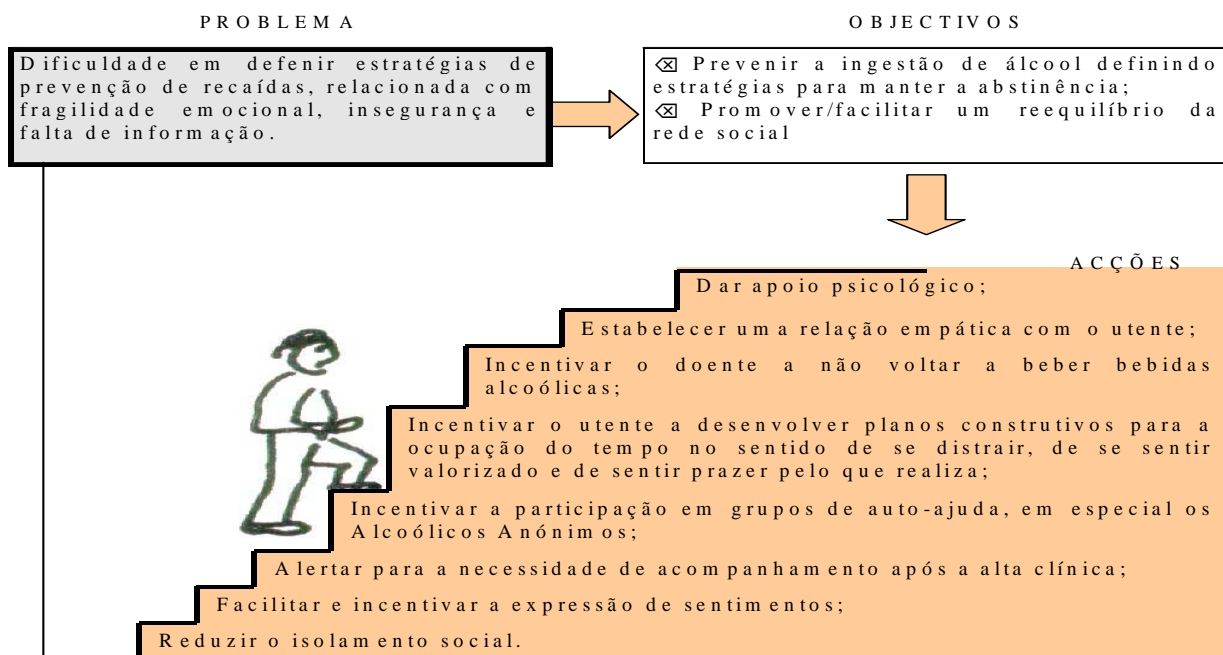 PROBLEMA
Dificuldade em defenir estratégias de
prevenção de recaídas, relacionada com
fragilidade emocional, insegurança e
falta de informação.
OBJECTIVOS
⌫ Prevenir a ingestão de álcool definindo
estratégias para manter a abstinência;
⌫ Promover/facilitar um reequilíbrio da
rede social
ACÇÕES
Dar apoio psicológico;
Estabelecer uma relação empática com o utente;
Incentivar o doente a não voltar a beber bebidas
alcoólicas;
Incentivar o utente a desenvolver planos construtivos para a
ocupação do tempo no sentido de se distrair, de se sentir
valorizado e de sentir prazer pelo que realiza;
Incentivar a participação em grupos de auto-ajuda, em especial os
Alcoólicos Anónimos;
Alertar para a necessidade de acompanhamento após a alta clínica;
Facilitar e incentivar a expressão de sentimentos;
Reduzir o isolamento social.